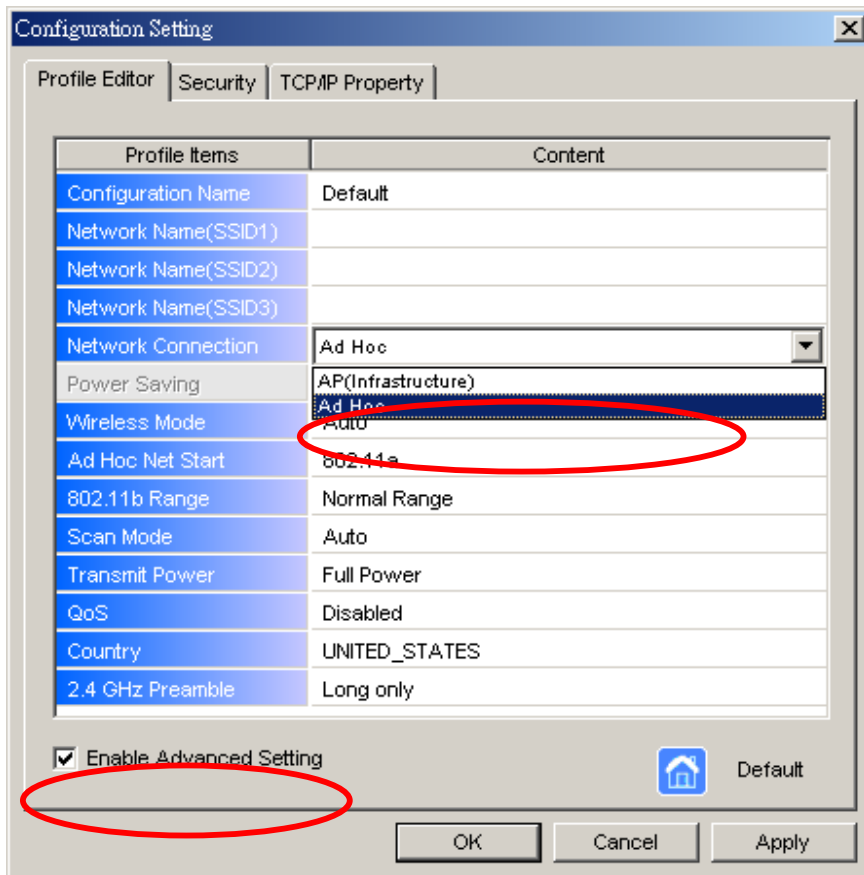 Configuration Setting
Profile Editor Security TCP/IP Property
Profile Items Content
Configuration Name Default
Network Name(SSID1)
Network Name(SSID2)
Network Name(SSID3)
Network Connection Ad Hoc
AP(Infrastructure)
Ad Hoc
Power Saving
Wireless Mode Auto
Ad Hoc Net Start 802.11a
802.11b Range Normal Range
Scan Mode Auto
Transmit Power Full Power
QoS Disabled
Country UNITED_STATES
2.4 GHz Preamble Long only
Enable Advanced Setting Default
OK Cancel Apply